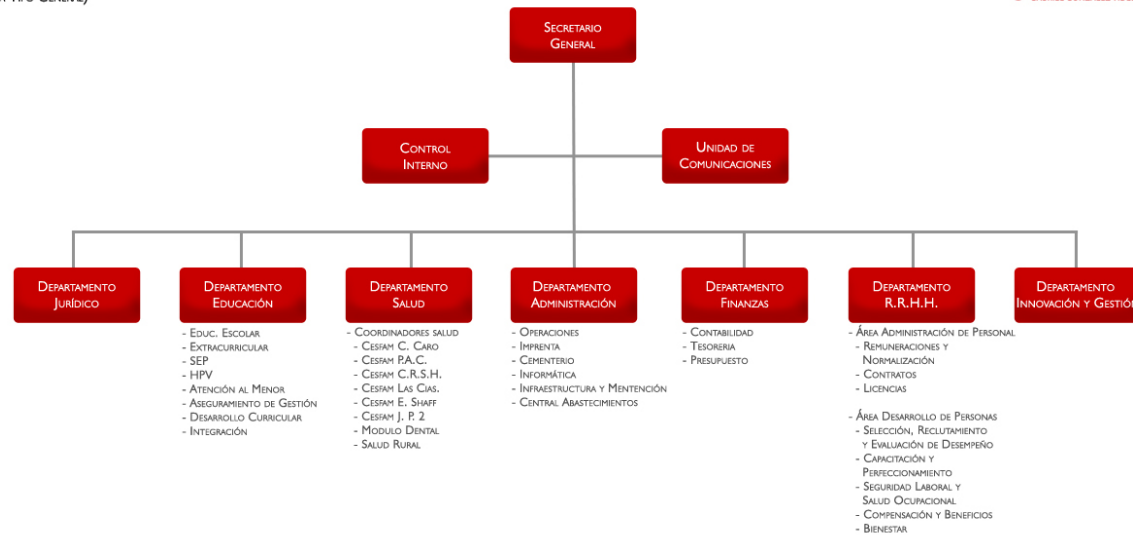 Secretario
General
Control
Interno
Unidad de
Comunicaciones
Departamento
Jurídico
Departamento
Educación
- Educ. Escolar
- Extracurricular
- SEP
- HPV
- Atención al Menor
- Aseguramiento de Gestión
- Desarrollo Curricular
- Integración
Departamento
Salud
- Coordinadores salud
- Cesfam C. Caro
- Cesfam P.A.C.
- Cesfam C.R.S.H.
- Cesfam Las Cias.
- Cesfam E. Shaff
- Cesfam J. P. 2
- Modulo Dental
- Salud Rural
Departamento
Administración
- Operaciones
- Imprenta
- Cementerio
- Informática
- Infraestructura y Mentención
- Central Abastecimientos
Departamento
Finanzas
- Contabilidad
- Tesoreria
- Presupuesto
Departamento
R.R.H.H.
- Área Administración de Personal
- Remuneraciones y
Normalización
- Contratos
- Licencias
- Área Desarrollo de Personas
- Selección, Reclutamiento
y Evaluación de Desempeño
- Capacitación y
Perfeccionamiento
- Seguridad Laboral y
Salud Ocupacional
- Compensación y Beneficios
- Bienestar
Departamento
Innovación y Gestión